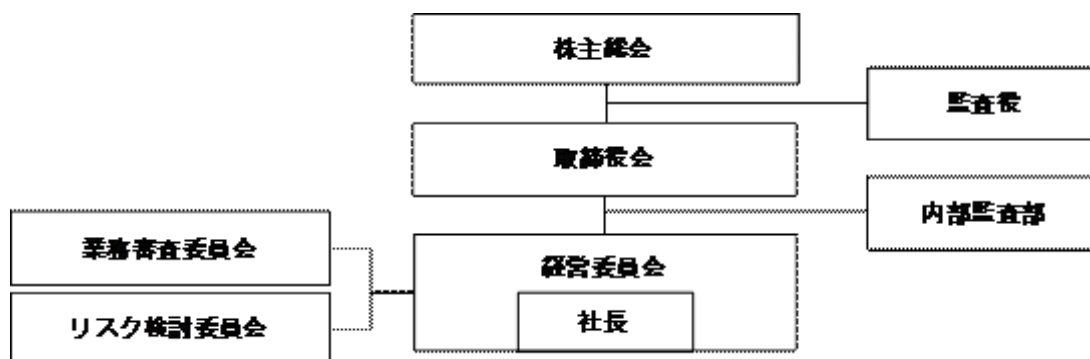 株主総会
監査役
取締役会
内部監査部
業務審査委員会
経営委員会
リスク検討委員会
社長